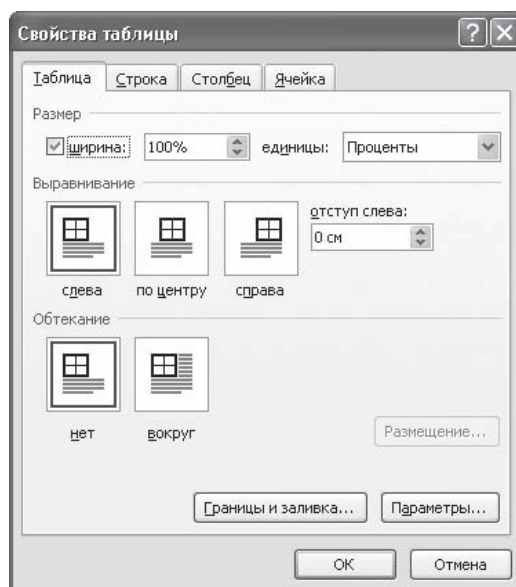 Свойства таблицы
Таблица Строка Столбец Ячейка
Размер
ширина: 100% единицы: Проценты
Выравнивание
отступ слева:
0 см
слева по центру справа
Обтекание
нет вокруг
Размещение...
Границы и заливка... Параметры...
ОК Отмена